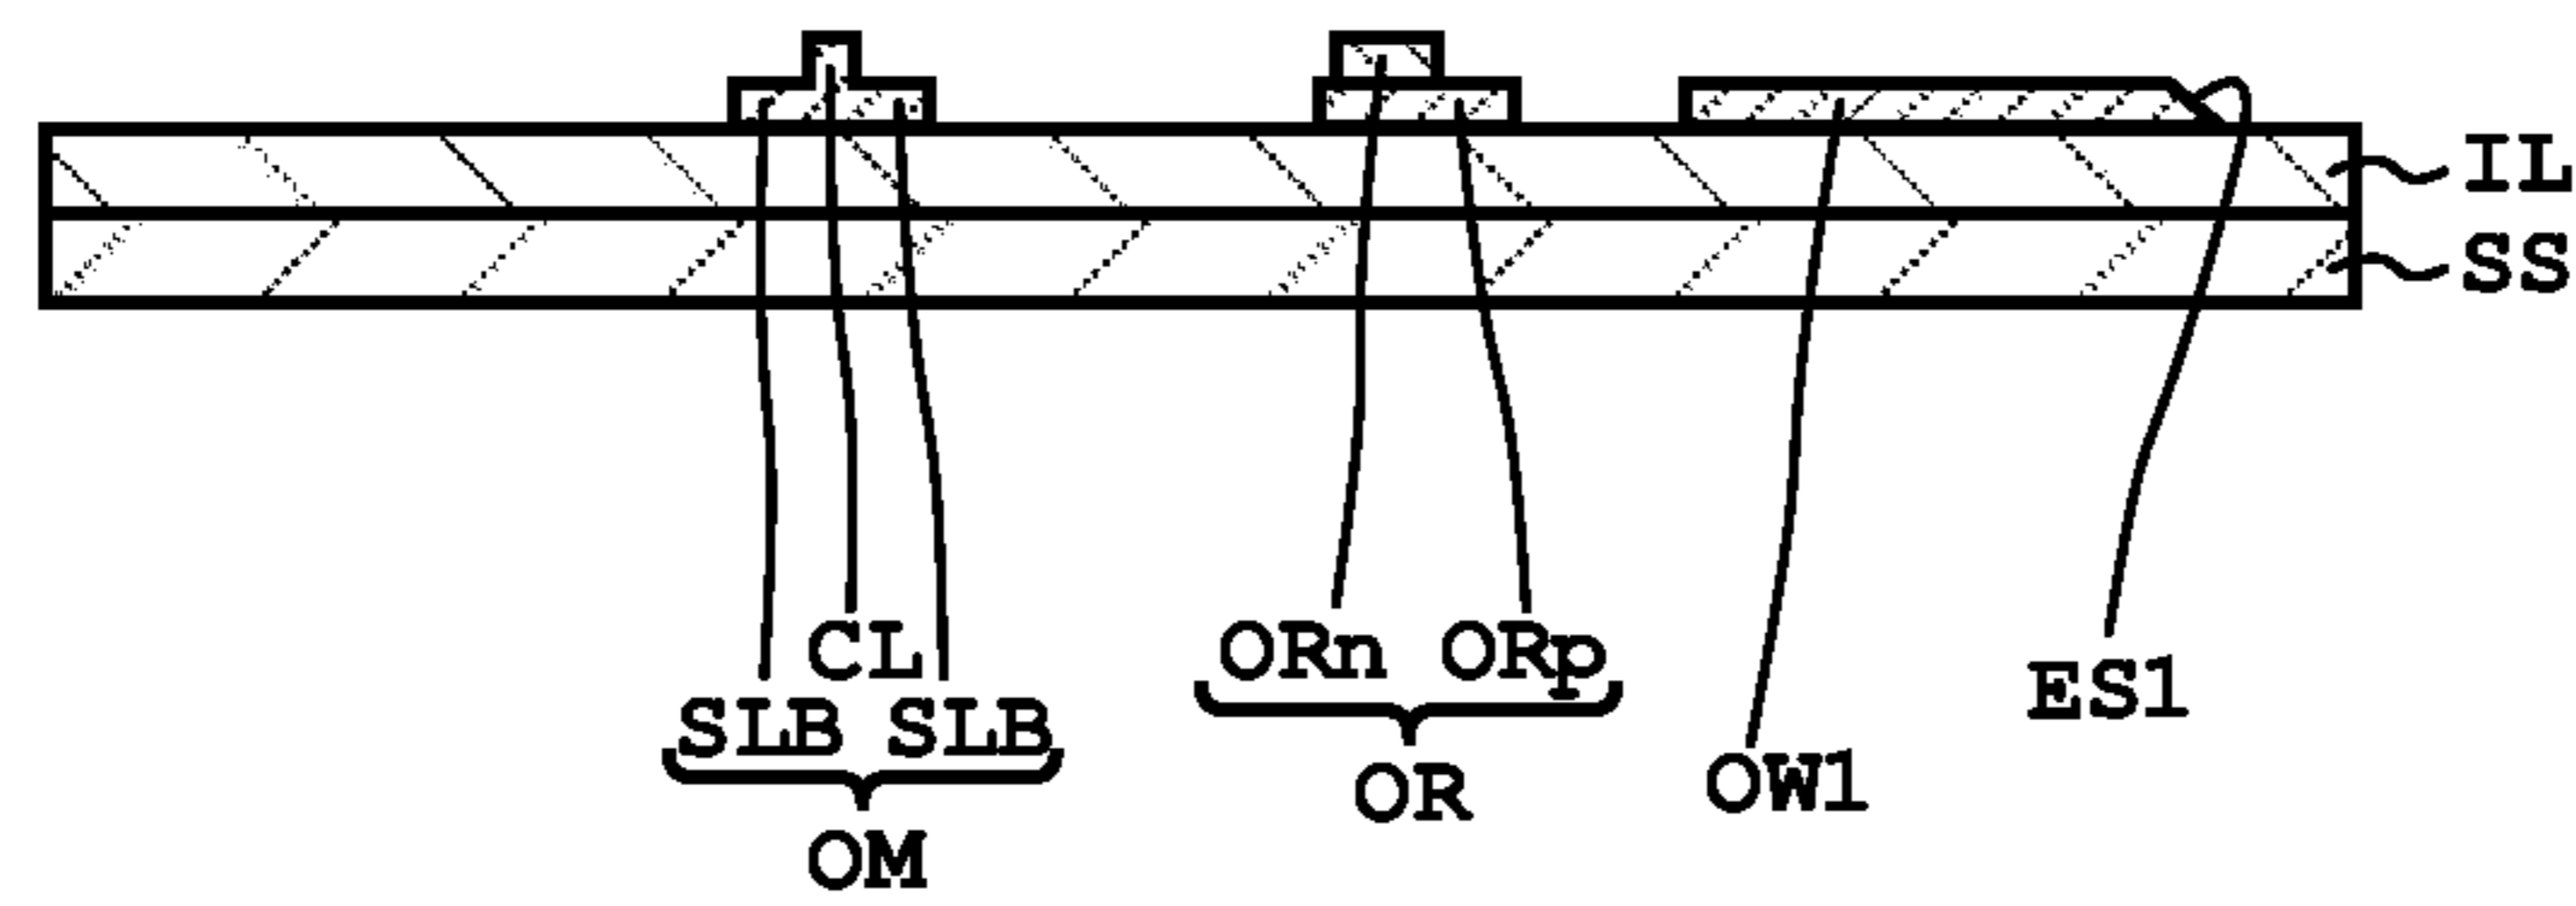 IL
SS
CL
ORn ORp
ES1
SLB SLB
OR
OW1
OM